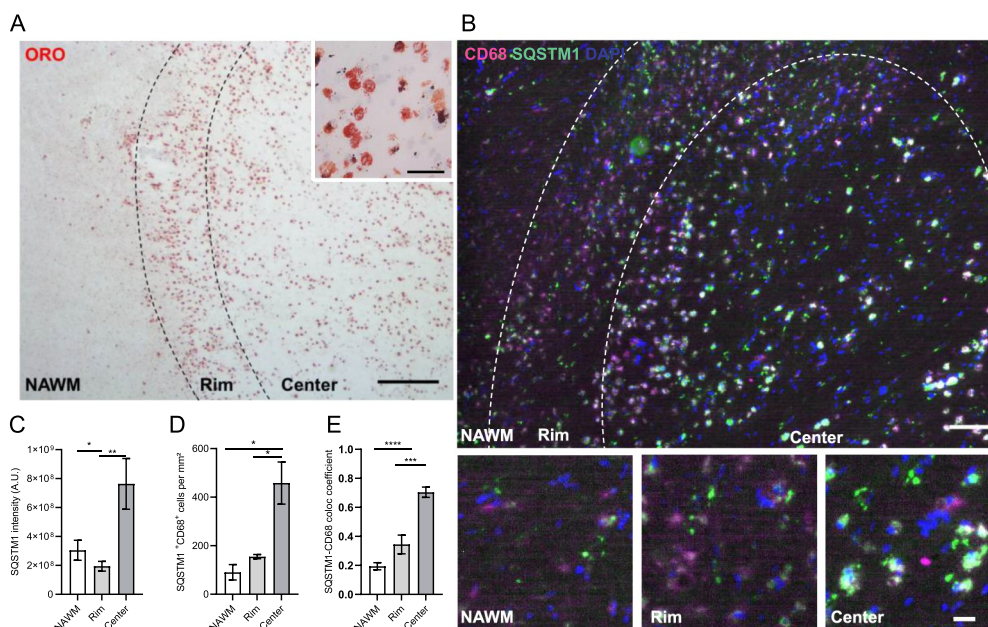 A
ORO
NAWM Rim Center
B
CD68 SQSTM1 DAPI
NAWM Rim Center
NAWM
Rim
Center
C
SQSTM1 intensity (A.U.)
1×10⁹
8×10⁸
6×10⁸
4×10⁸
2×10⁸
0
*
**
NAWM
Rim
Center
D
SQSTM1⁺CD68⁺ cells per mm²
600
400
200
0
*
*
NAWM
Rim
Center
E
SQSTM1-CD68 coloc coefficient
1.0
0.8
0.6
0.4
0.2
0.0
****
***
NAWM
Rim
Center